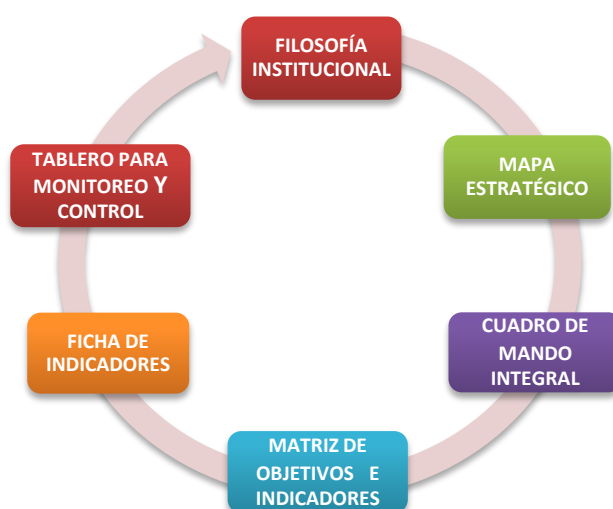 FILOSOFÍA
INSTITUCIONAL
MAPA
ESTRATÉGICO
CUADRO DE
MANDO
INTEGRAL
MATRIZ DE
OBJETIVOS E
INDICADORES
FICHA DE
INDICADORES
TABLERO PARA
MONITOREO Y
CONTROL